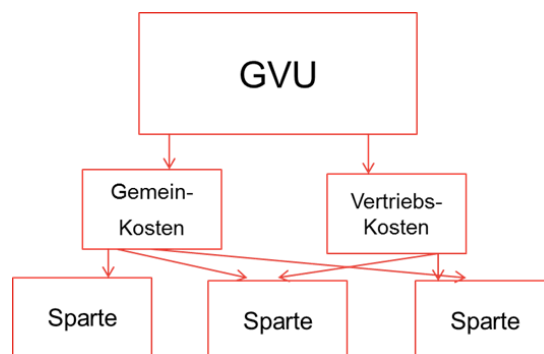 GVU
Gemein-
Kosten
Vertriebs-
Kosten
Sparte
Sparte
Sparte